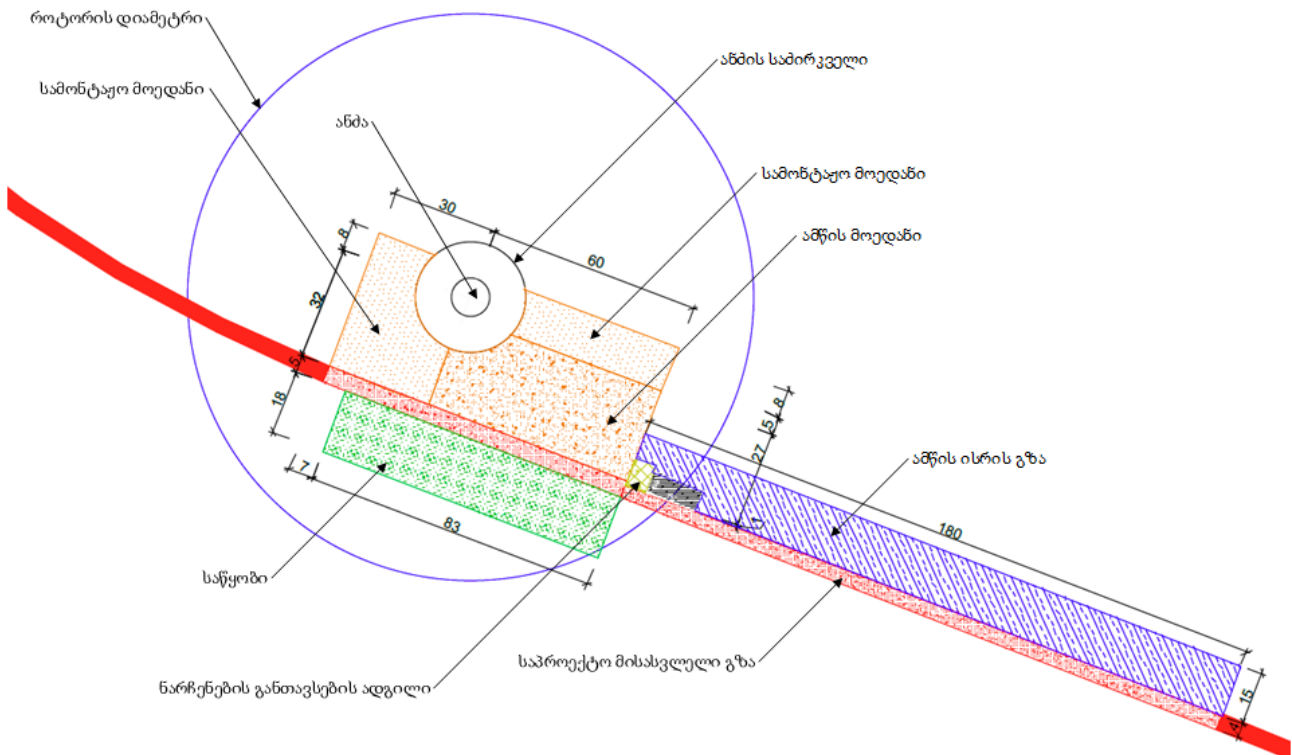 როტორის დიამეტრი
ანძის საძირკველი
სამონტაჟო მოედანი
ანძა
სამონტაჟო მოედანი
30
8
ამწის მოედანი
60
32
5
18
8
5
27
ამწის ისრის გზა
7
83
1
180
საწყობი
საპროექტო მისასვლელი გზა
ნარჩენების განთავსების ადგილი
15
4